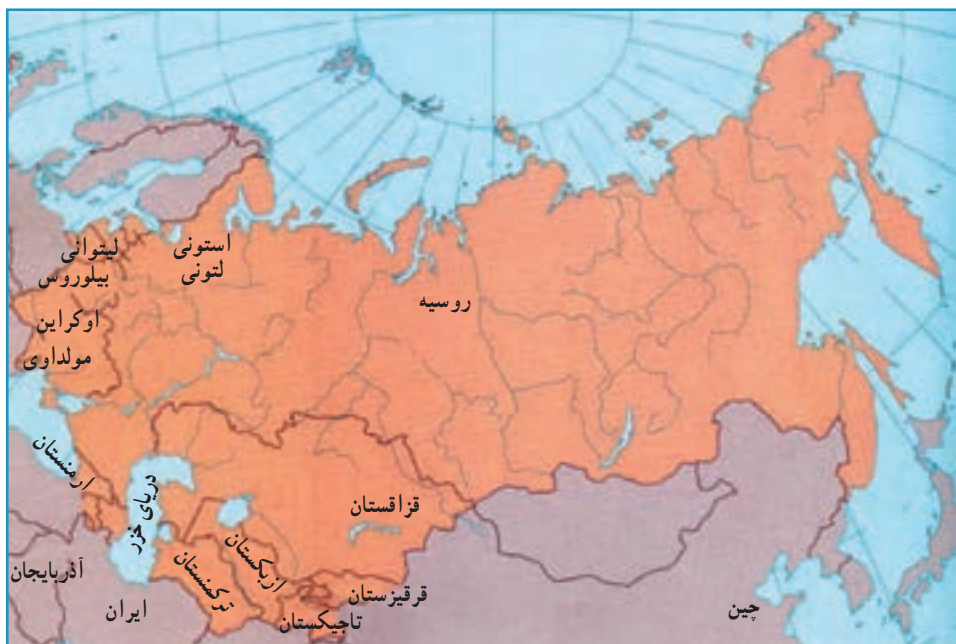 استونی
لتونی
لیتوانی
بیلوروس
روسیه
اوکراین
مولداوی
ارمنستان
دریای خزر
قزاقستان
ازبکستان
ترکمنستان
قرقیزستان
تاجیکستان
آذربایجان
ایران
چین